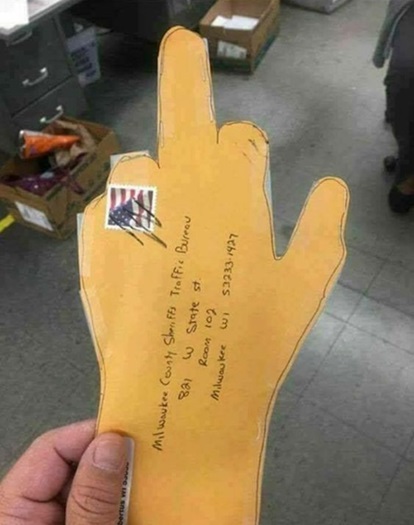 Milwaukee County Sheriffs Traffic Bureau
821 W State st.
Room 102
Milwaukee WI 53233-1427